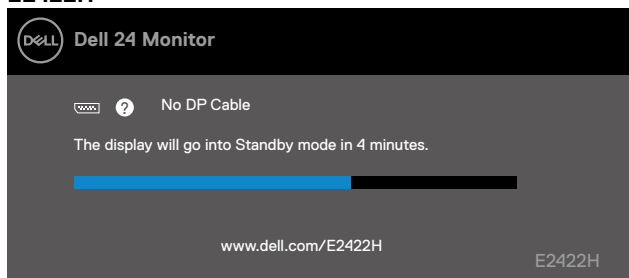 DELL Dell 24 Monitor
? No DP Cable
The display will go into Standby mode in 4 minutes.
www.dell.com/E2422H
E2422H